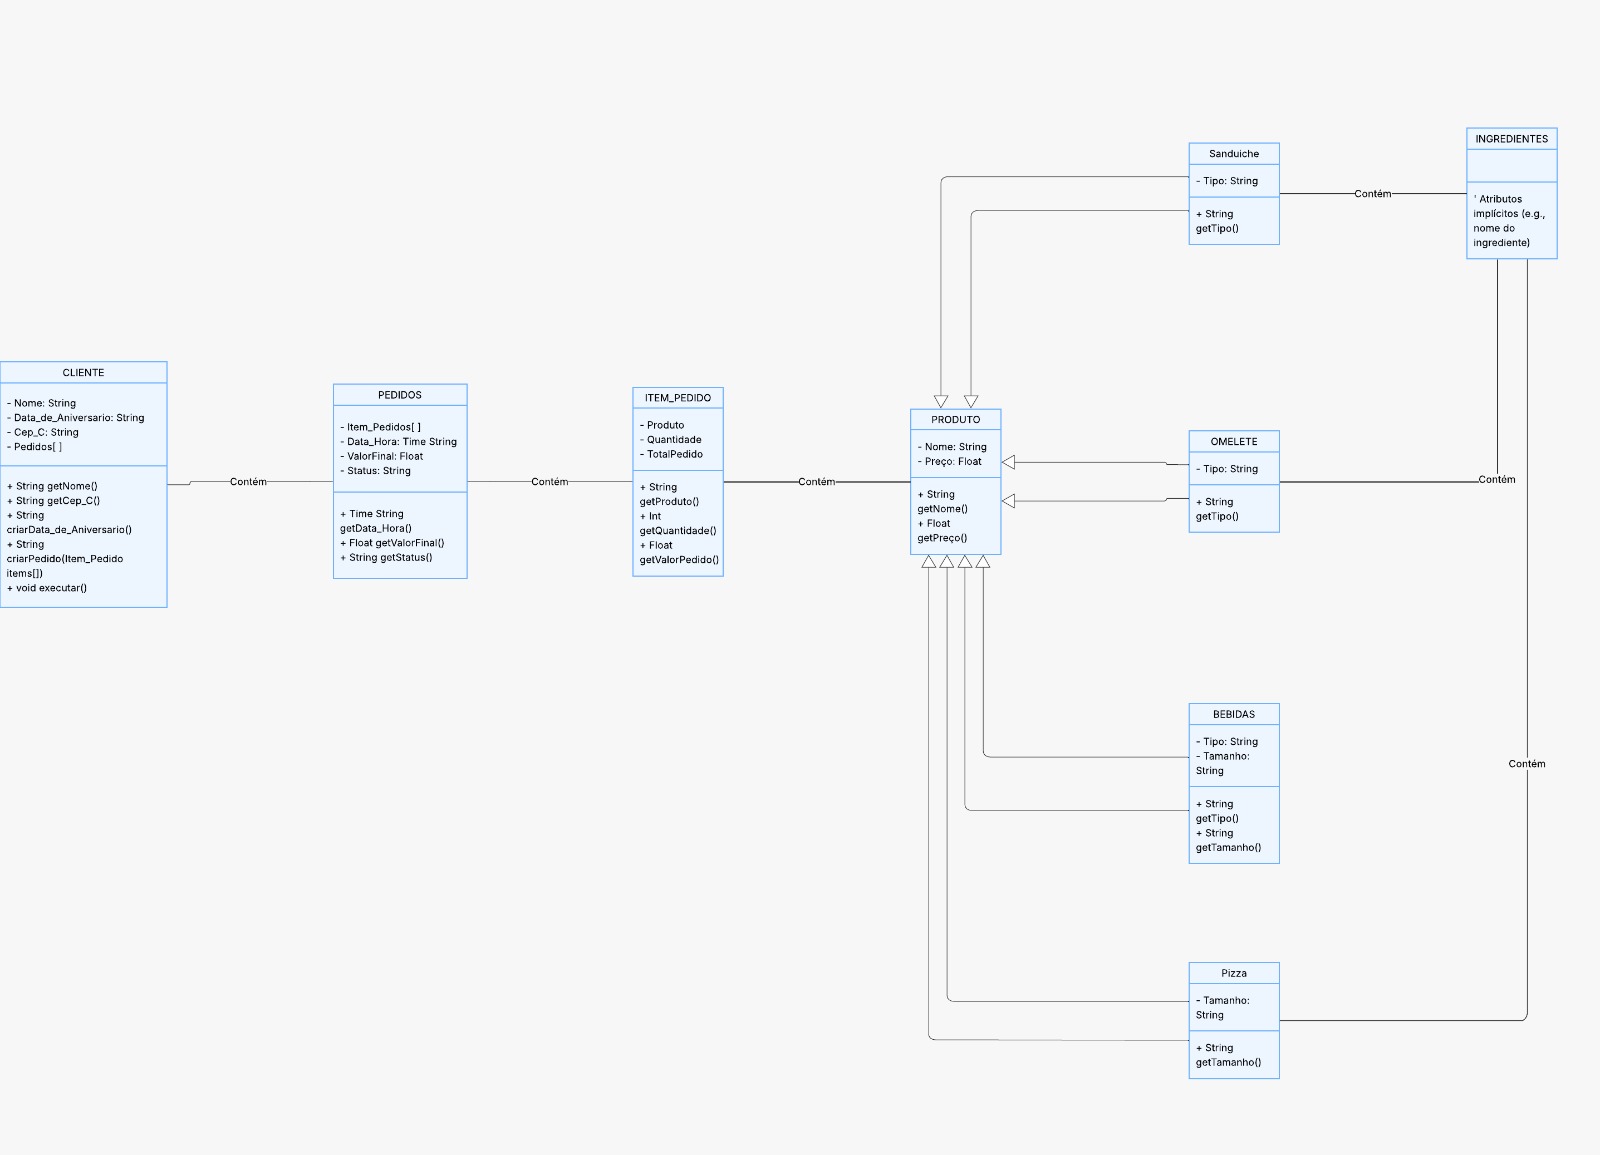 CLIENTE
- Nome: String
- Data_de_Aniversario: String
- Cep_C: String
- Pedidos[ ]
+ String getNome()
+ String getCep_C()
+ String
criarData_de_Aniversario()
+ String
criarPedido(Item_Pedido
items[])
+ void executar()
Contém
PEDIDOS
- Item_Pedidos[ ]
- Data_Hora: Time String
- ValorFinal: Float
- Status: String
+ Time String
getData_Hora()
+ Float getValorFinal()
+ String getStatus()
Contém
ITEM_PEDIDO
- Produto
- Quantidade
- TotalPedido
+ String
getProduto()
+ Int
getQuantidade()
+ Float
getValorPedido()
Contém
PRODUTO
- Nome: String
- Preço: Float
+ String
getNome()
+ Float
getPreço()
Sanduiche
- Tipo: String
+ String
getTipo()
Contém
INGREDIENTES
' Atributos
implícitos (e.g.,
nome do
ingrediente)
OMELETE
- Tipo: String
+ String
getTipo()
Contém
BEBIDAS
- Tipo: String
- Tamanho:
String
+ String
getTipo()
+ String
getTamanho()
Contém
Pizza
- Tamanho:
String
+ String
getTamanho()